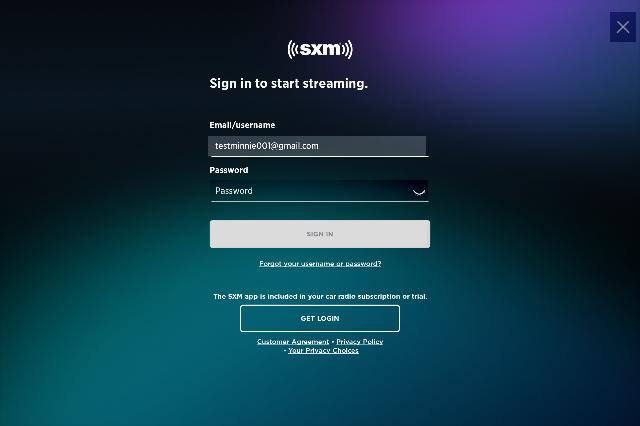 sxm
Sign in to start streaming.
Email/username
testminnie001@gmail.com
Password
Password
SIGN IN
Forgot your username or password?
The SXM app is included in your car radio subscription or trial.
GET LOGIN
Customer Agreement • Privacy Policy
• Your Privacy Choices